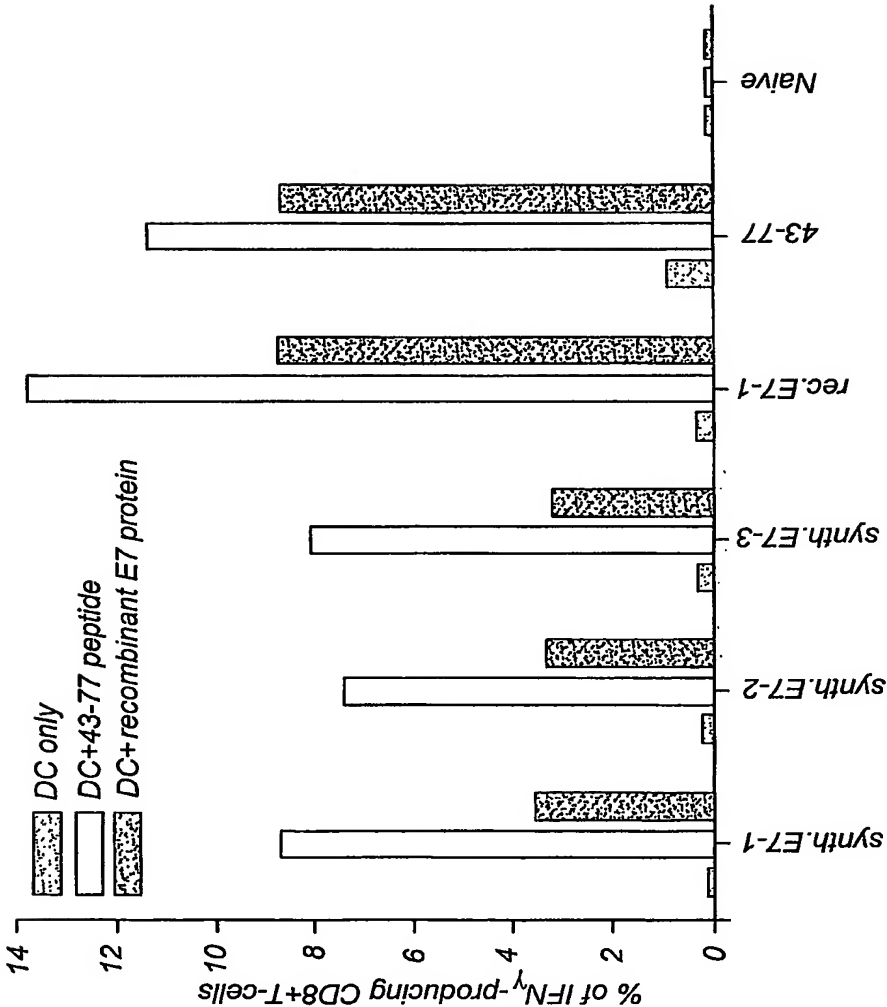 DC only
DC+43-77 peptide
DC+recombinant E7 protein
% of IFNγ-producing CD8+T-cells
14
12
10
8
6
4
2
0
synth.E7-1
synth.E7-2
synth.E7-3
rec.E7-1
43-77
Naive